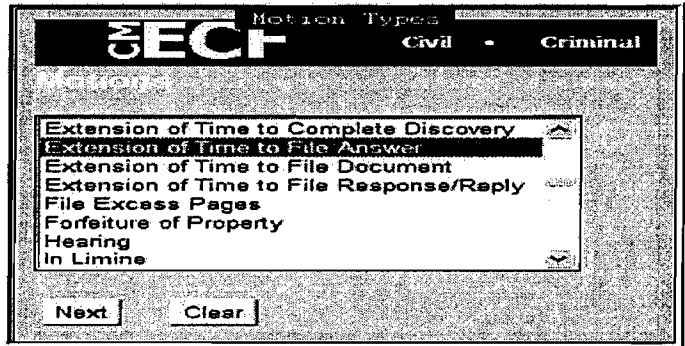 Motion Types
CM ECF
Civil • Criminal
Motions
Extension of Time to Complete Discovery
Extension of Time to File Answer
Extension of Time to File Document
Extension of Time to File Response/Reply
File Excess Pages
Forfeiture of Property
Hearing
In Limine
Next Clear